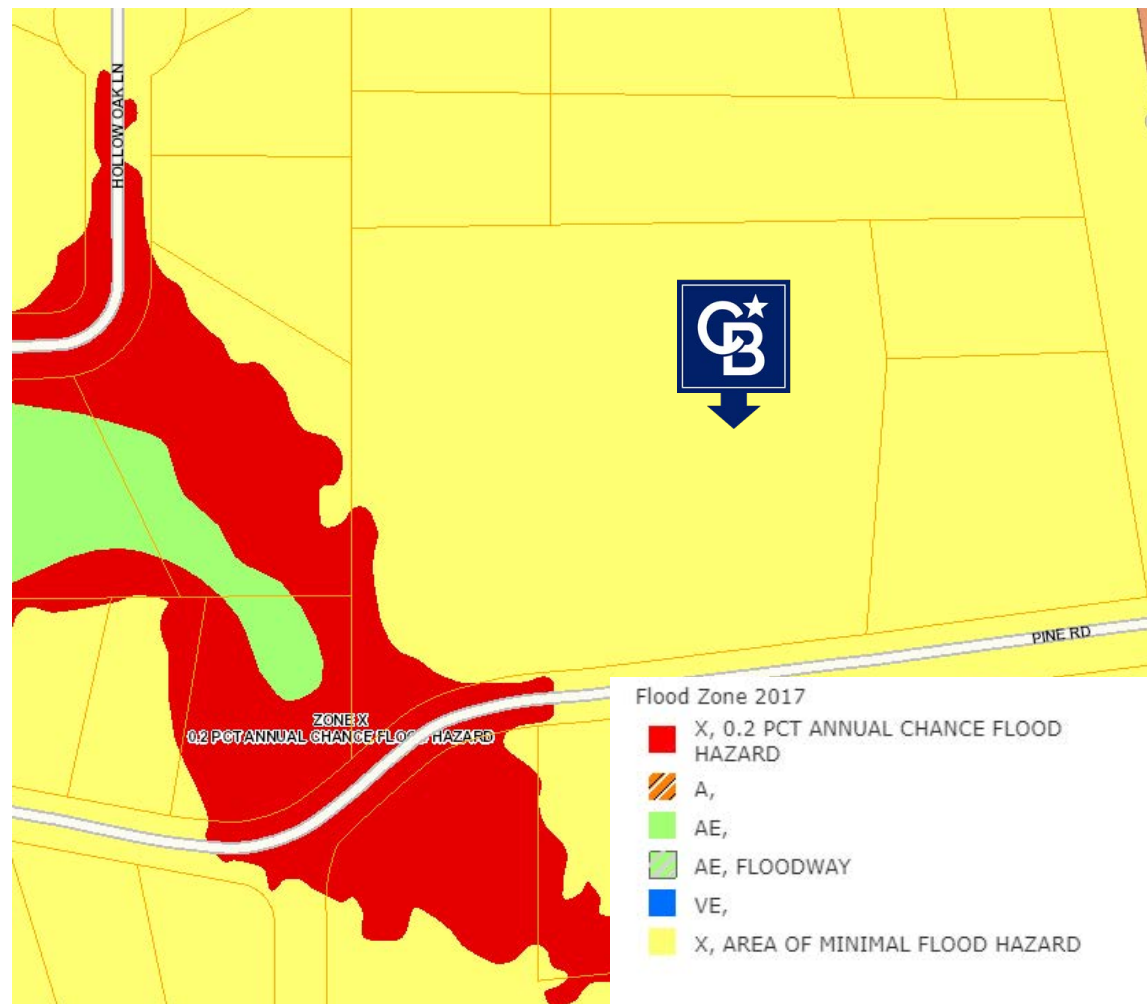 HOLLOW OAK LN
CB
PINE RD
ZONE X
0.2 PCT ANNUAL CHANCE FLOOD HAZARD
Flood Zone 2017
X, 0.2 PCT ANNUAL CHANCE FLOOD
HAZARD
A,
AE,
AE, FLOODWAY
VE,
X, AREA OF MINIMAL FLOOD HAZARD